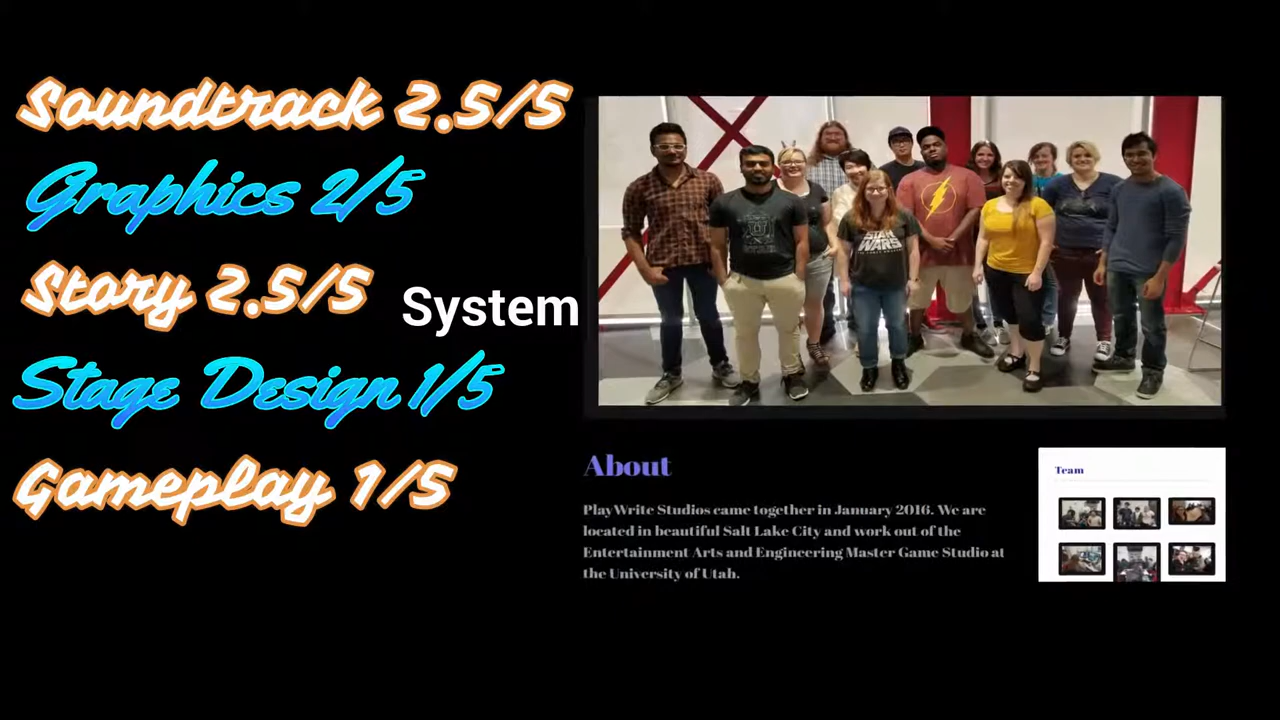 Soundtrack 2.5/5
Graphics 2/5
Story 2.5/5
System
Stage Design 1/5
Gameplay 1/5
STAR
WARS
About
PlayWrite Studios came together in January 2016. We are
located in beautiful Salt Lake City and work out of the
Entertainment Arts and Engineering Master Game Studio at
the University of Utah.
Team